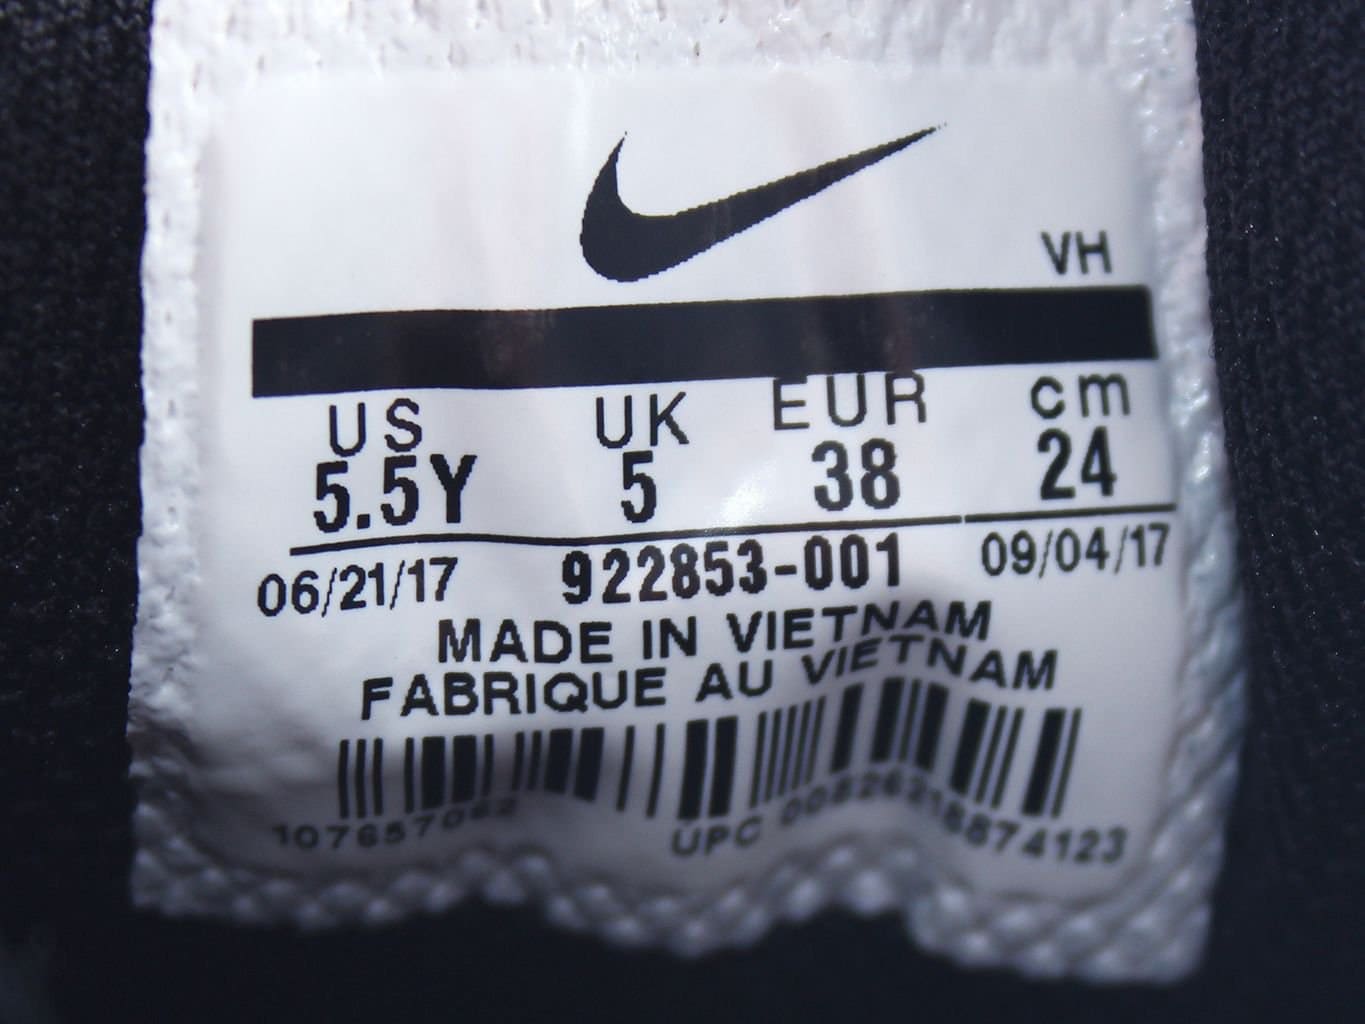 VH
US UK EUR cm
5.5Y 5 38 24
06/21/17 922853-001 09/04/17
MADE IN VIETNAM
FABRIQUE AU VIETNAM
UPC